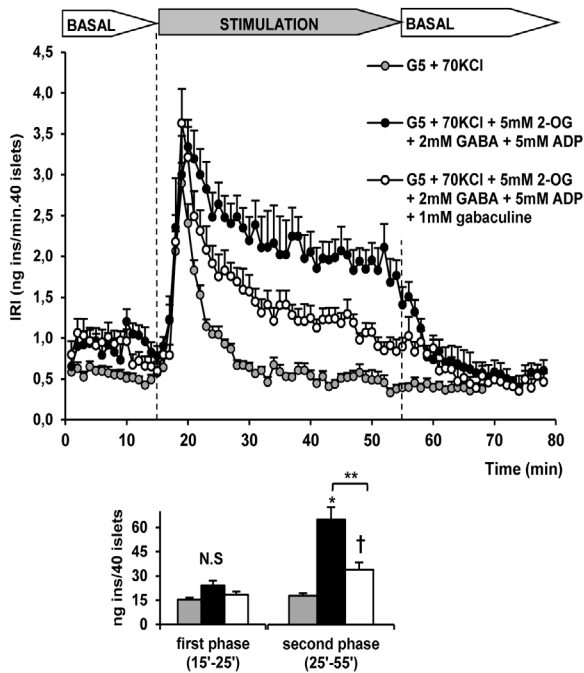 BASAL STIMULATION BASAL
4,5
4,0
3,5
3,0
2,5
2,0
1,5
1,0
0,5
0,0
IRI (ng ins/min.40 islets)
G5 + 70KCl
G5 + 70KCl + 5mM 2-OG
+ 2mM GABA + 5mM ADP
G5 + 70KCl + 5mM 2-OG
+ 2mM GABA + 5mM ADP
+ 1mM gabaculine
0 10 20 30 40 50 60 70 80
Time (min)
ng ins/40 islets
60
45
30
15
0
N.S
**
*
†
first phase
(15'-25')
second phase
(25'-55')